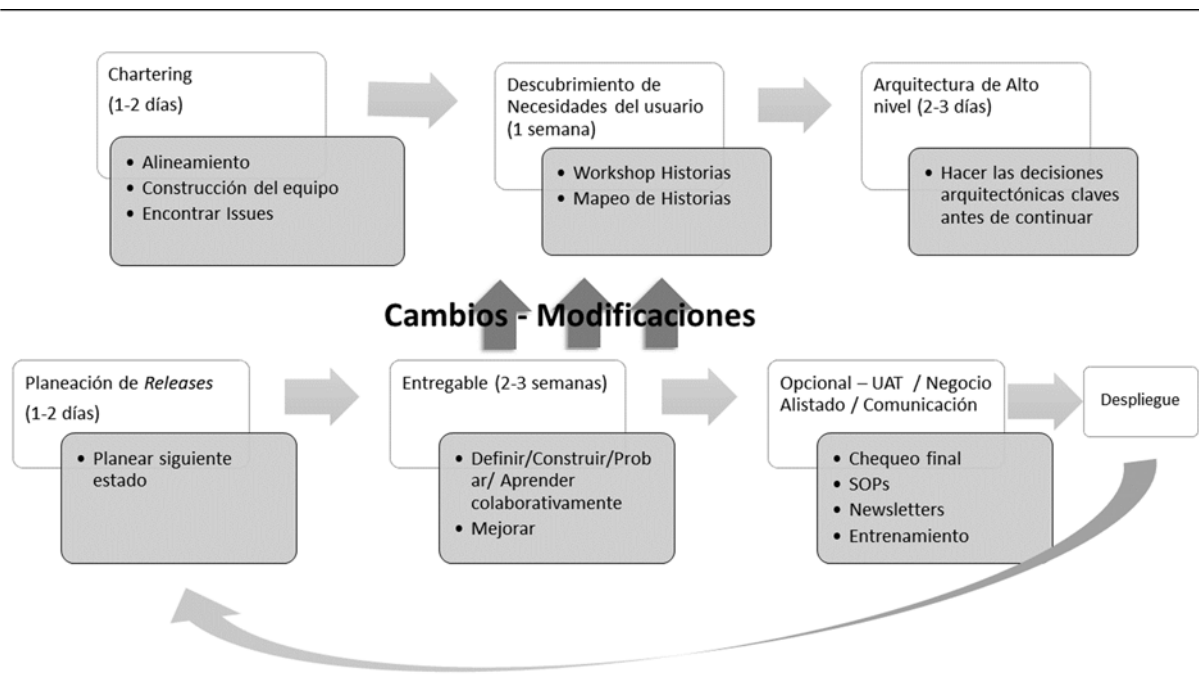 Chartering
(1-2 días)
• Alineamiento
• Construcción del equipo
• Encontrar Issues
Descubrimiento de
Necesidades del usuario
(1 semana)
• Workshop Historias
• Mapeo de Historias
Arquitectura de Alto
nivel (2-3 días)
• Hacer las decisiones
arquitectónicas claves
antes de continuar
Cambios - Modificaciones
Planeación de Releases
(1-2 días)
• Planear siguiente
estado
Entregable (2-3 semanas)
• Definir/Construir/Prob
ar/ Aprender
colaborativamente
• Mejorar
Opcional – UAT / Negocio
Alistado / Comunicación
• Chequeo final
• SOPs
• Newsletters
• Entrenamiento
Despliegue